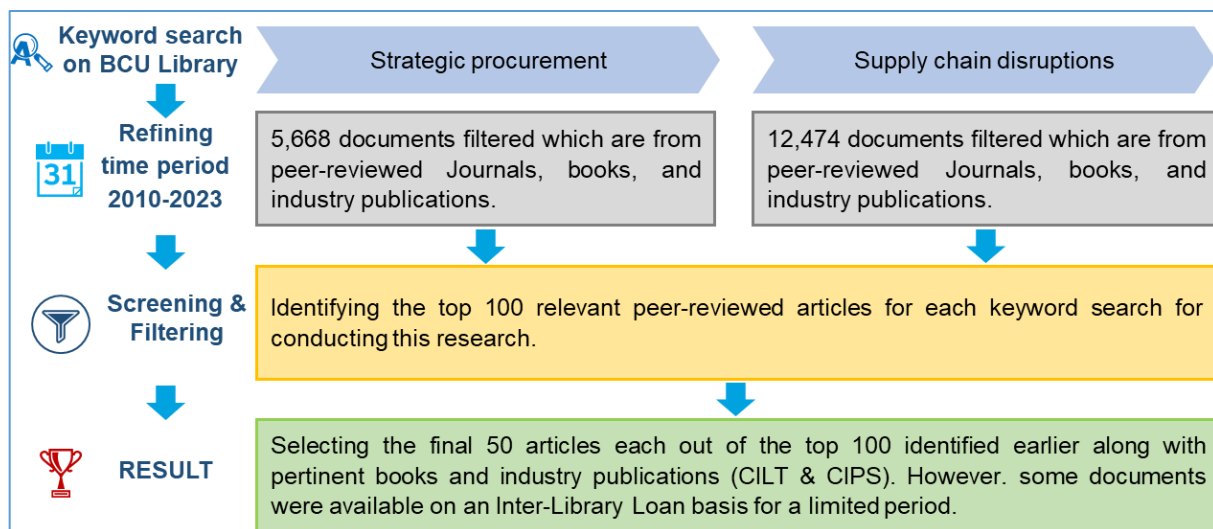 Keyword search
on BCU Library
Strategic procurement
Supply chain disruptions
31
Refining
time period
2010-2023
5,668 documents filtered which are from
peer-reviewed Journals, books, and
industry publications.
12,474 documents filtered which are from
peer-reviewed Journals, books, and
industry publications.
Screening &
Filtering
Identifying the top 100 relevant peer-reviewed articles for each keyword search for
conducting this research.
RESULT
Selecting the final 50 articles each out of the top 100 identified earlier along with
pertinent books and industry publications (CILT & CIPS). However. some documents
were available on an Inter-Library Loan basis for a limited period.